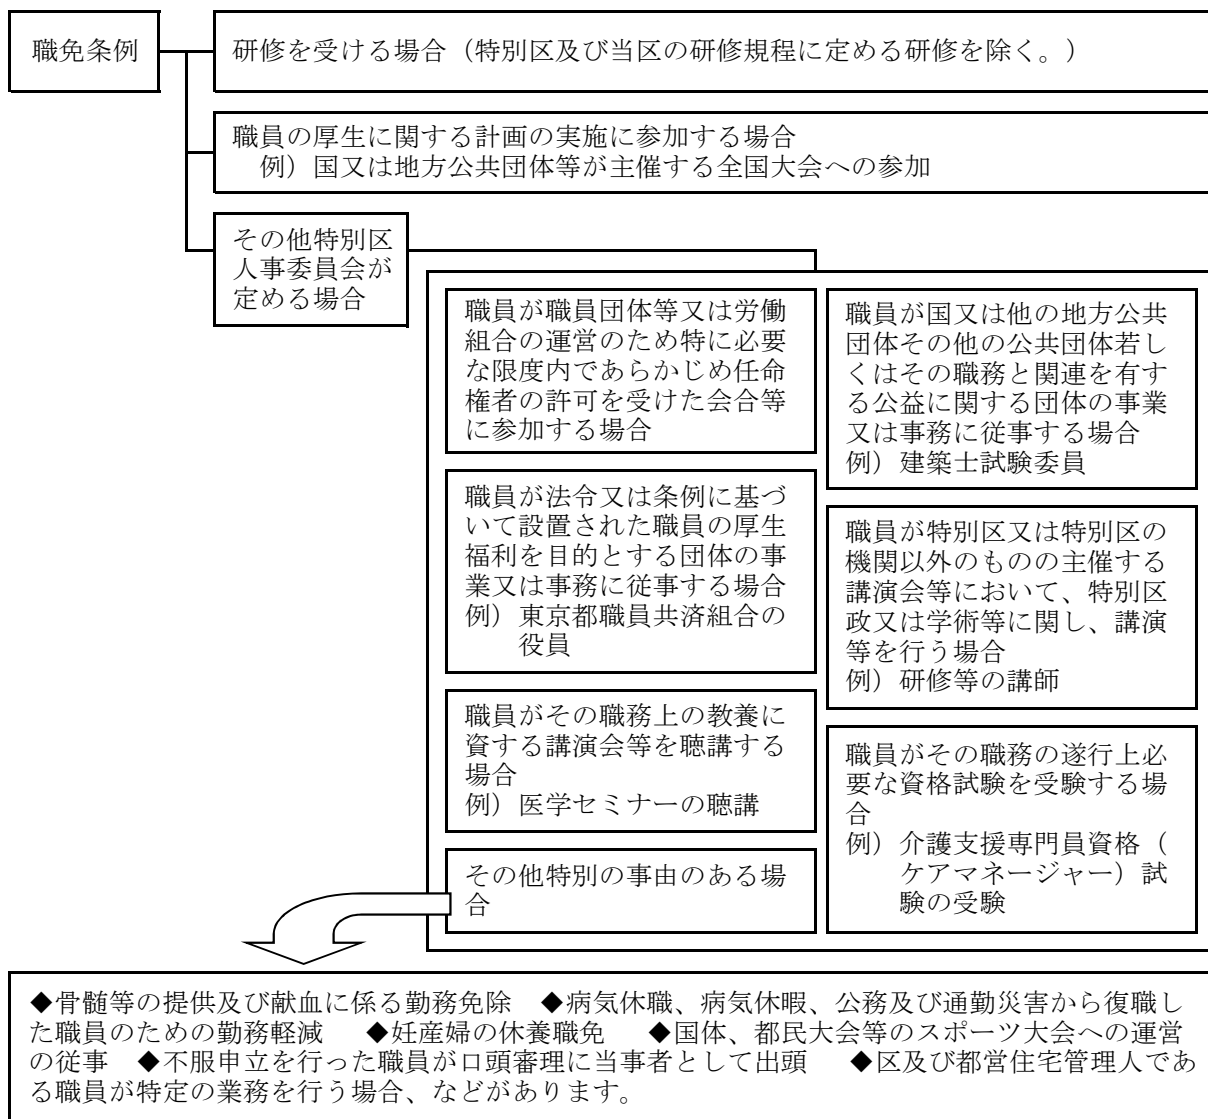 職免条例
研修を受ける場合（特別区及び当区の研修規程に定める研修を除く。）
職員の厚生に関する計画の実施に参加する場合
例）国又は地方公共団体等が主催する全国大会への参加
その他特別区
人事委員会が
定める場合
職員が職員団体等又は労働
組合の運営のため特に必要
な限度内であらかじめ任命
権者の許可を受けた会合等
に参加する場合
職員が国又は他の地方公共
団体その他の公共団体若し
くはその職務と関連を有す
る公益に関する団体の事業
又は事務に従事する場合
例）建築士試験委員
職員が法令又は条例に基づ
いて設置された職員の厚生
福利を目的とする団体の事
業又は事務に従事する場合
例）東京都職員共済組合の
役員
職員が特別区又は特別区の
機関以外のものの主催する
講演会等において、特別区
政又は学術等に関し、講演
等を行う場合
例）研修等の講師
職員がその職務上の教養に
資する講演会等を聴講する
場合
例）医学セミナーの聴講
職員がその職務の遂行上必
要な資格試験を受験する場
合
例）介護支援専門員資格（
ケアマネージャー）試
験の受験
その他特別の事由のある場
合
◆骨髄等の提供及び献血に係る勤務免除　◆病気休職、病気休暇、公務及び通勤災害から復職し
た職員のための勤務軽減　◆妊産婦の休養職免　◆国体、都民大会等のスポーツ大会への運営
の従事　◆不服申立を行った職員が口頭審理に当事者として出頭　◆区及び都営住宅管理人であ
る職員が特定の業務を行う場合、などがあります。